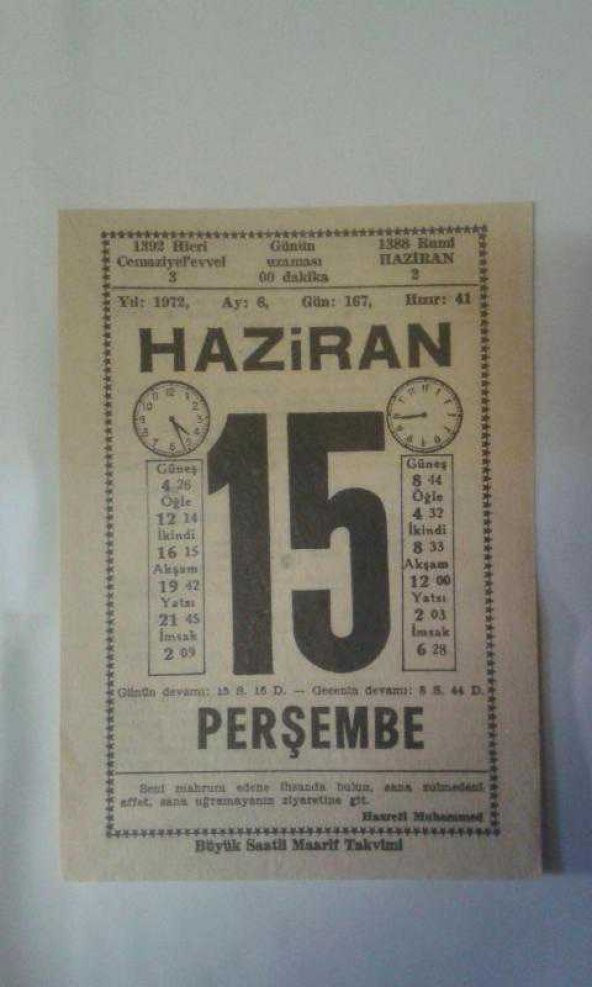 1392 Hicri
Cemaziyel'evvel
3
Günün
uzaması
00 dakika
1388 Rumî
HAZİRAN
2
Yıl: 1972, Ay: 6, Gün: 167, Hızır: 41
HAZiRAN
15
Güneş
4 26
Öğle
12 14
İkindi
16 15
Akşam
19 42
Yatsı
21 45
İmsak
2 09
Güneş
8 44
Öğle
4 32
İkindi
8 33
Akşam
12 00
Yatsı
2 03
İmsak
6 28
Günün devamı: 15 S. 16 D. — Gecenin devamı: 8 S. 44 D.
PERŞEMBE
Seni mahrum edene ihsanda bulun, sana zulmedeni
affet, sana uğramayanın ziyaretine git.
Hazreti Muhammed
Büyük Saatli Maarif Takvimi